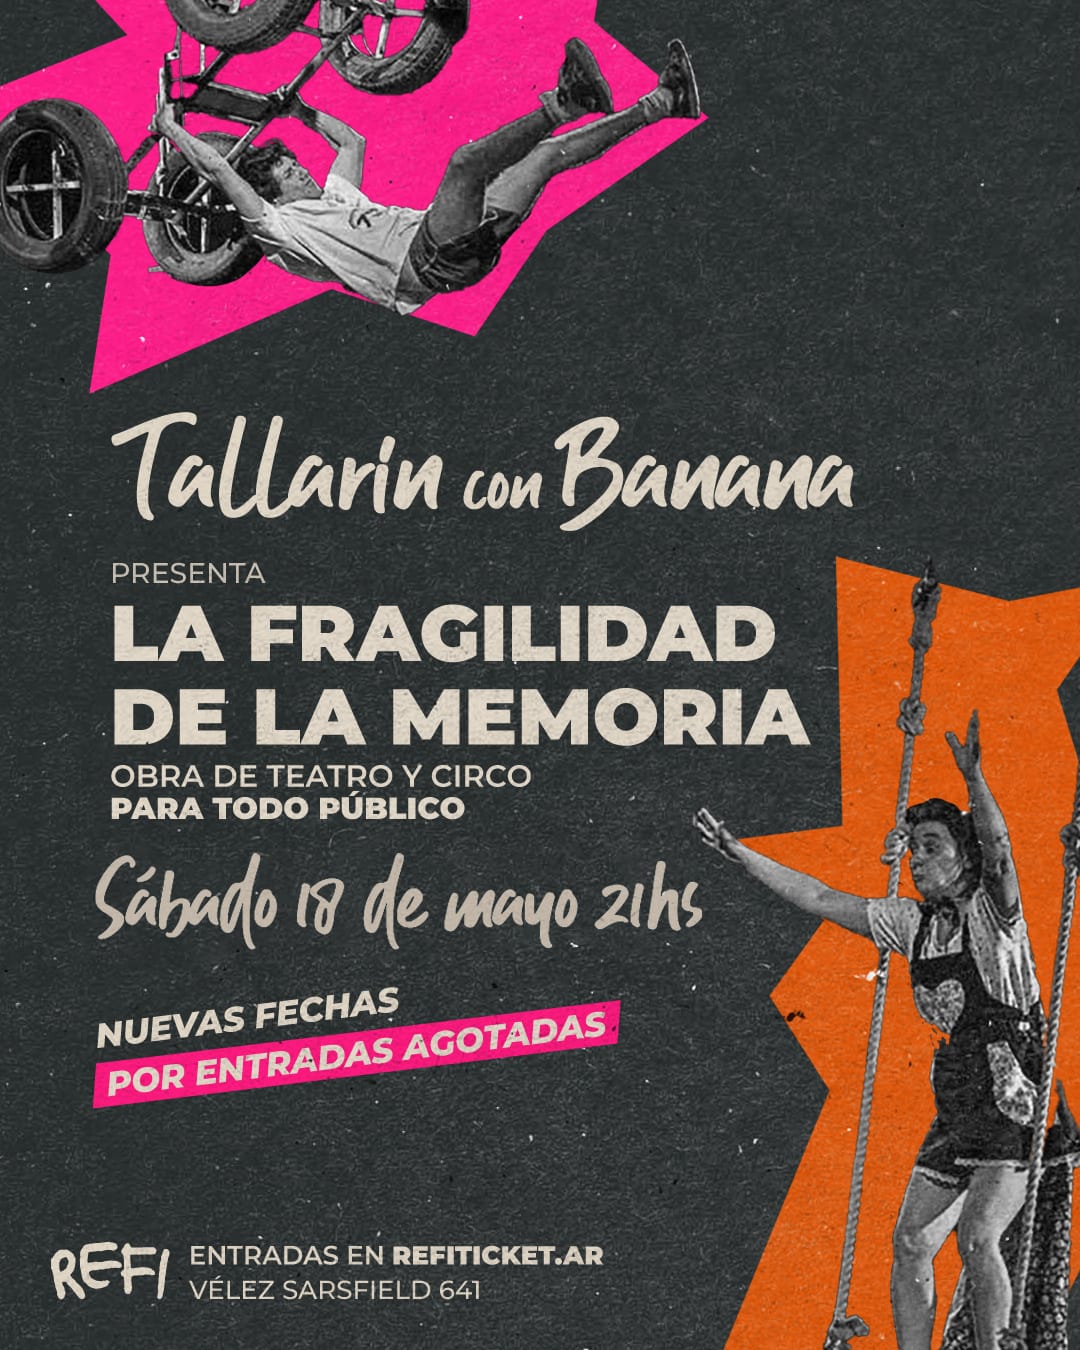 Tallarin con Banana
PRESENTA
LA FRAGILIDAD
DE LA MEMORIA
OBRA DE TEATRO Y CIRCO
PARA TODO PÚBLICO
Sábado 18 de mayo 21hs
NUEVAS FECHAS
POR ENTRADAS AGOTADAS
REFI
ENTRADAS EN REFITICKET.AR
VÉLEZ SARSFIELD 641